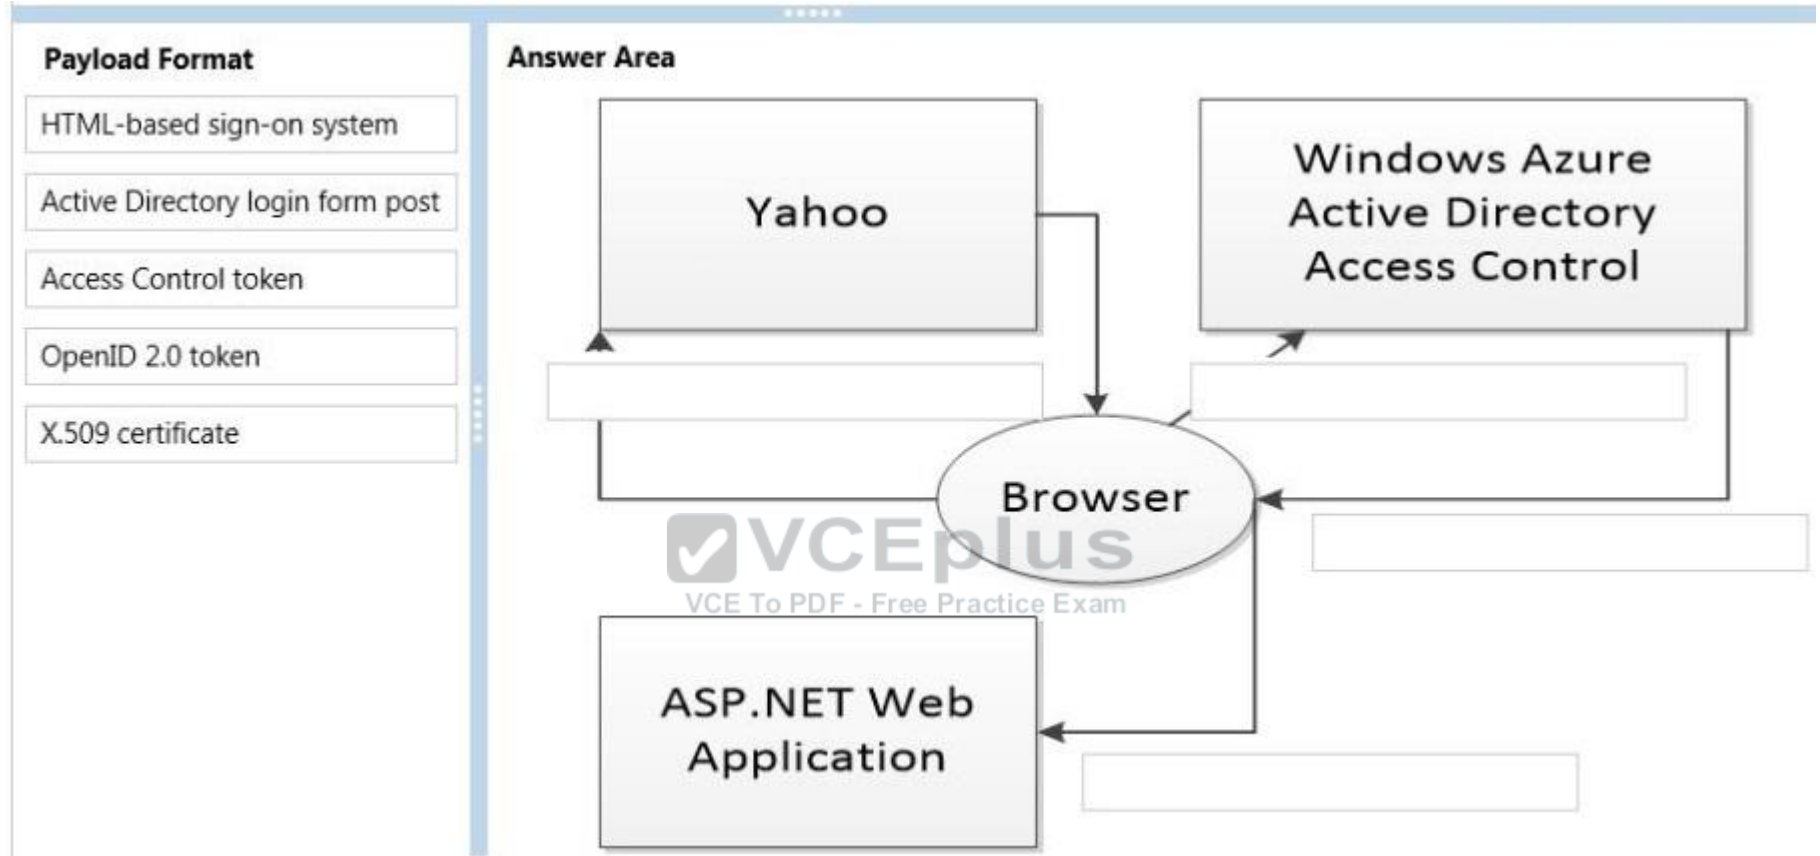 Payload Format
HTML-based sign-on system
Active Directory login form post
Access Control token
OpenID 2.0 token
X.509 certificate
Answer Area
Yahoo
Windows Azure
Active Directory
Access Control
Browser
VCEplus
VCE To PDF - Free Practice Exam
ASP.NET Web
Application